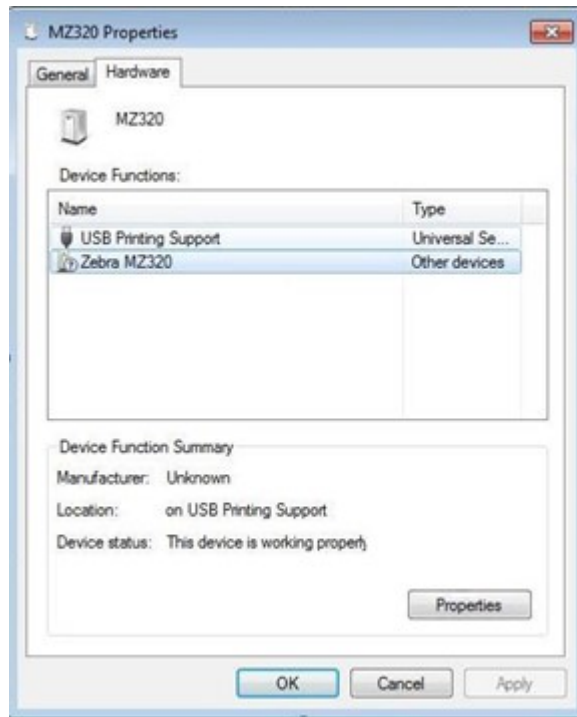 MZ320 Properties
General Hardware
MZ320
Device Functions:
Name Type
USB Printing Support Universal Se...
Zebra MZ320 Other devices
Device Function Summary
Manufacturer: Unknown
Location: on USB Printing Support
Device status: This device is working properly
Properties
OK Cancel Apply